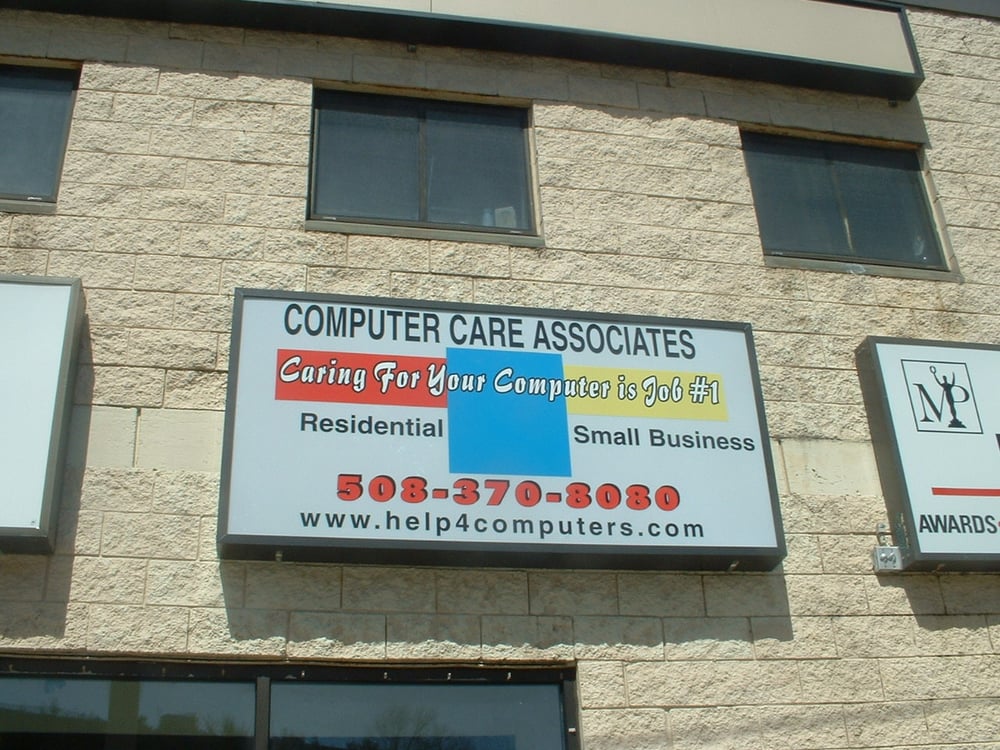 COMPUTER CARE ASSOCIATES
Caring For Your Computer is Job #1
Residential
Small Business
508-370-8080
www.help4computers.com
MP
AWARDS